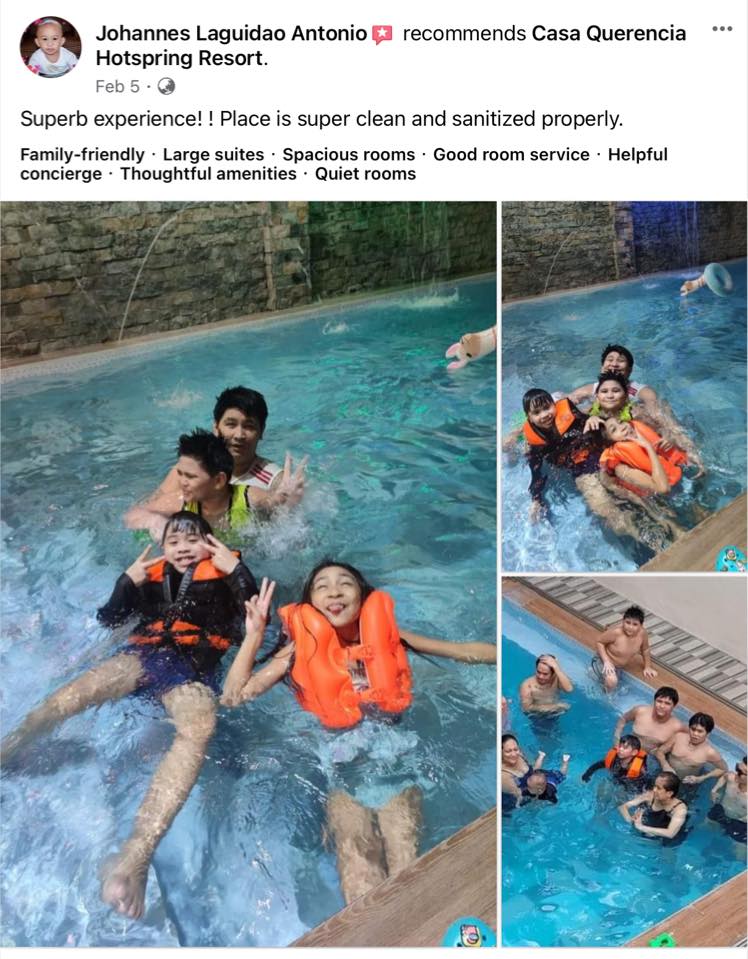 Johannes Laguidao Antonio recommends Casa Querencia
Hotspring Resort.
Feb 5 ·
Superb experience! ! Place is super clean and sanitized properly.
Family-friendly · Large suites · Spacious rooms · Good room service · Helpful
concierge · Thoughtful amenities · Quiet rooms